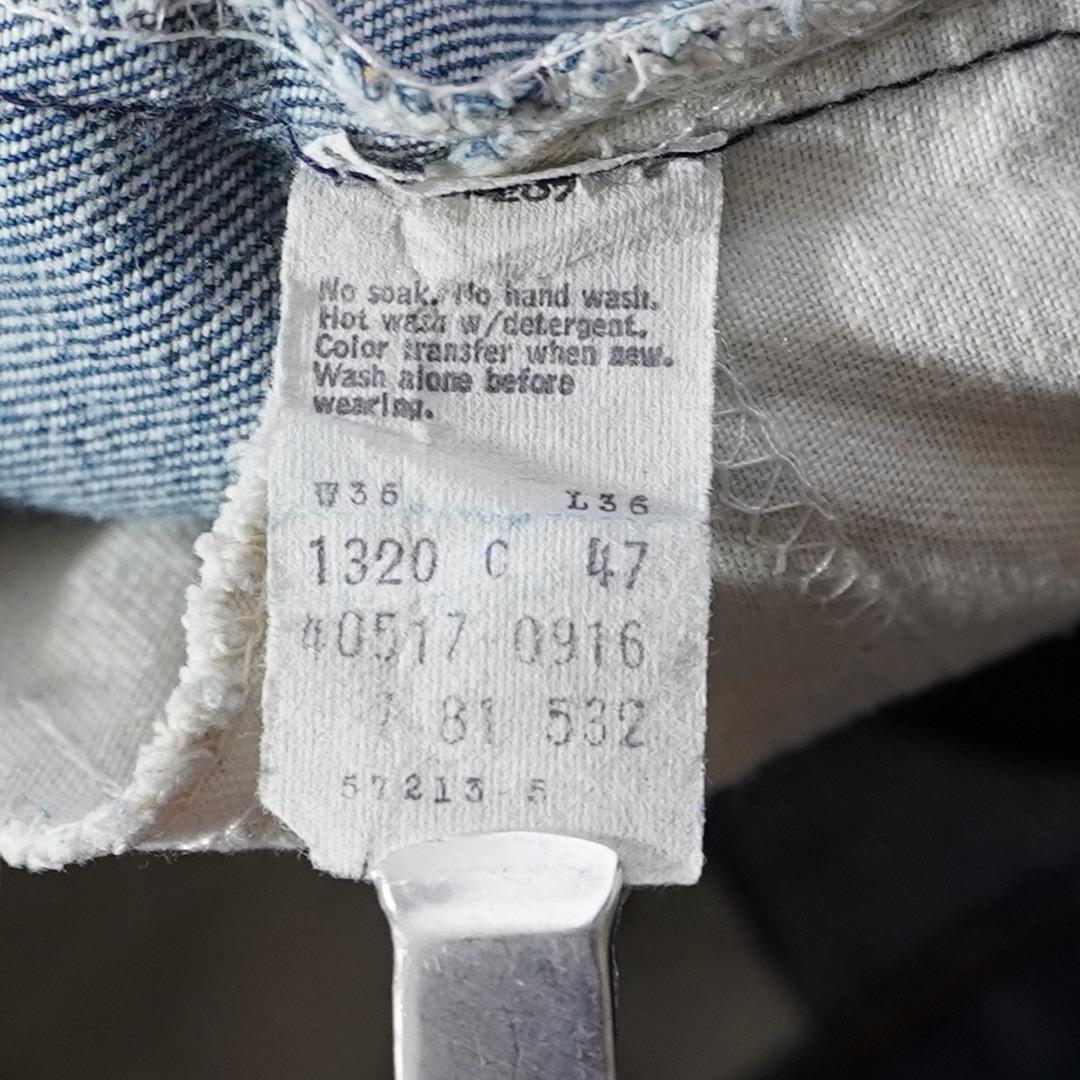 No soak. No hand wash.
Hot wash w/detergent.
Color transfer when new.
Wash alone before
wearing.
W36 L36
1320 C 47
40517 0916
7 81 532
57213 5